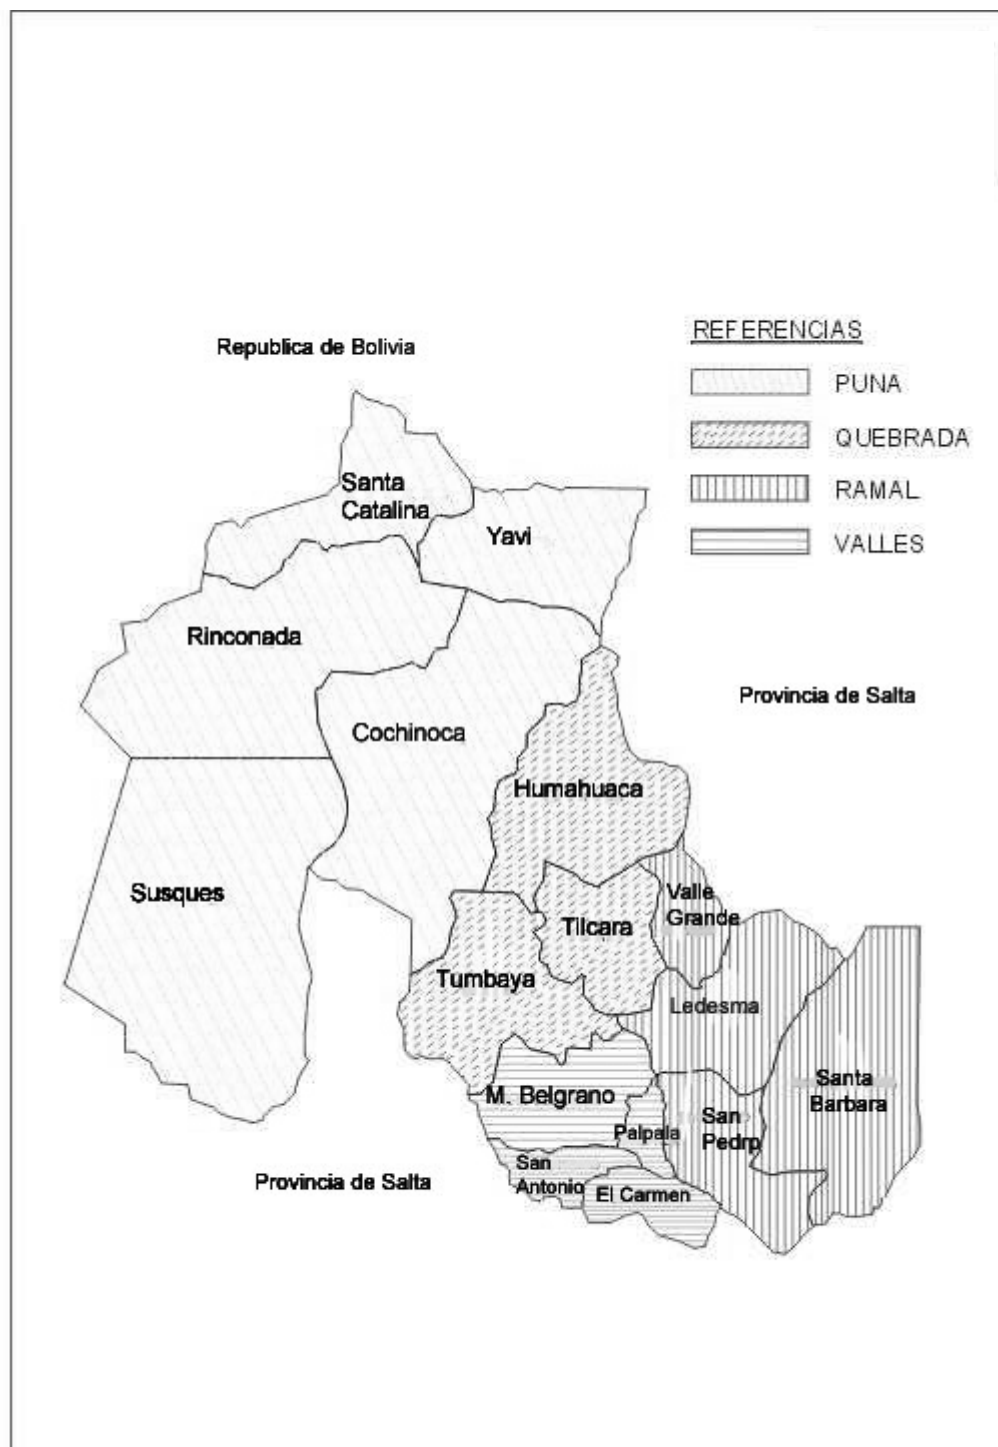 Republica de Bolivia
REFERENCIAS
PUNA
QUEBRADA
RAMAL
VALLES
Santa
Catalina
Yavi
Rinconada
Provincia de Salta
Cochinoca
Humahuaca
Susques
Valle
Grande
Tilcara
Tumbaya
Ledesma
Santa
Barbara
M. Belgrano
San
Pedrp
Palpala
San
Antonio
El Carmen
Provincia de Salta